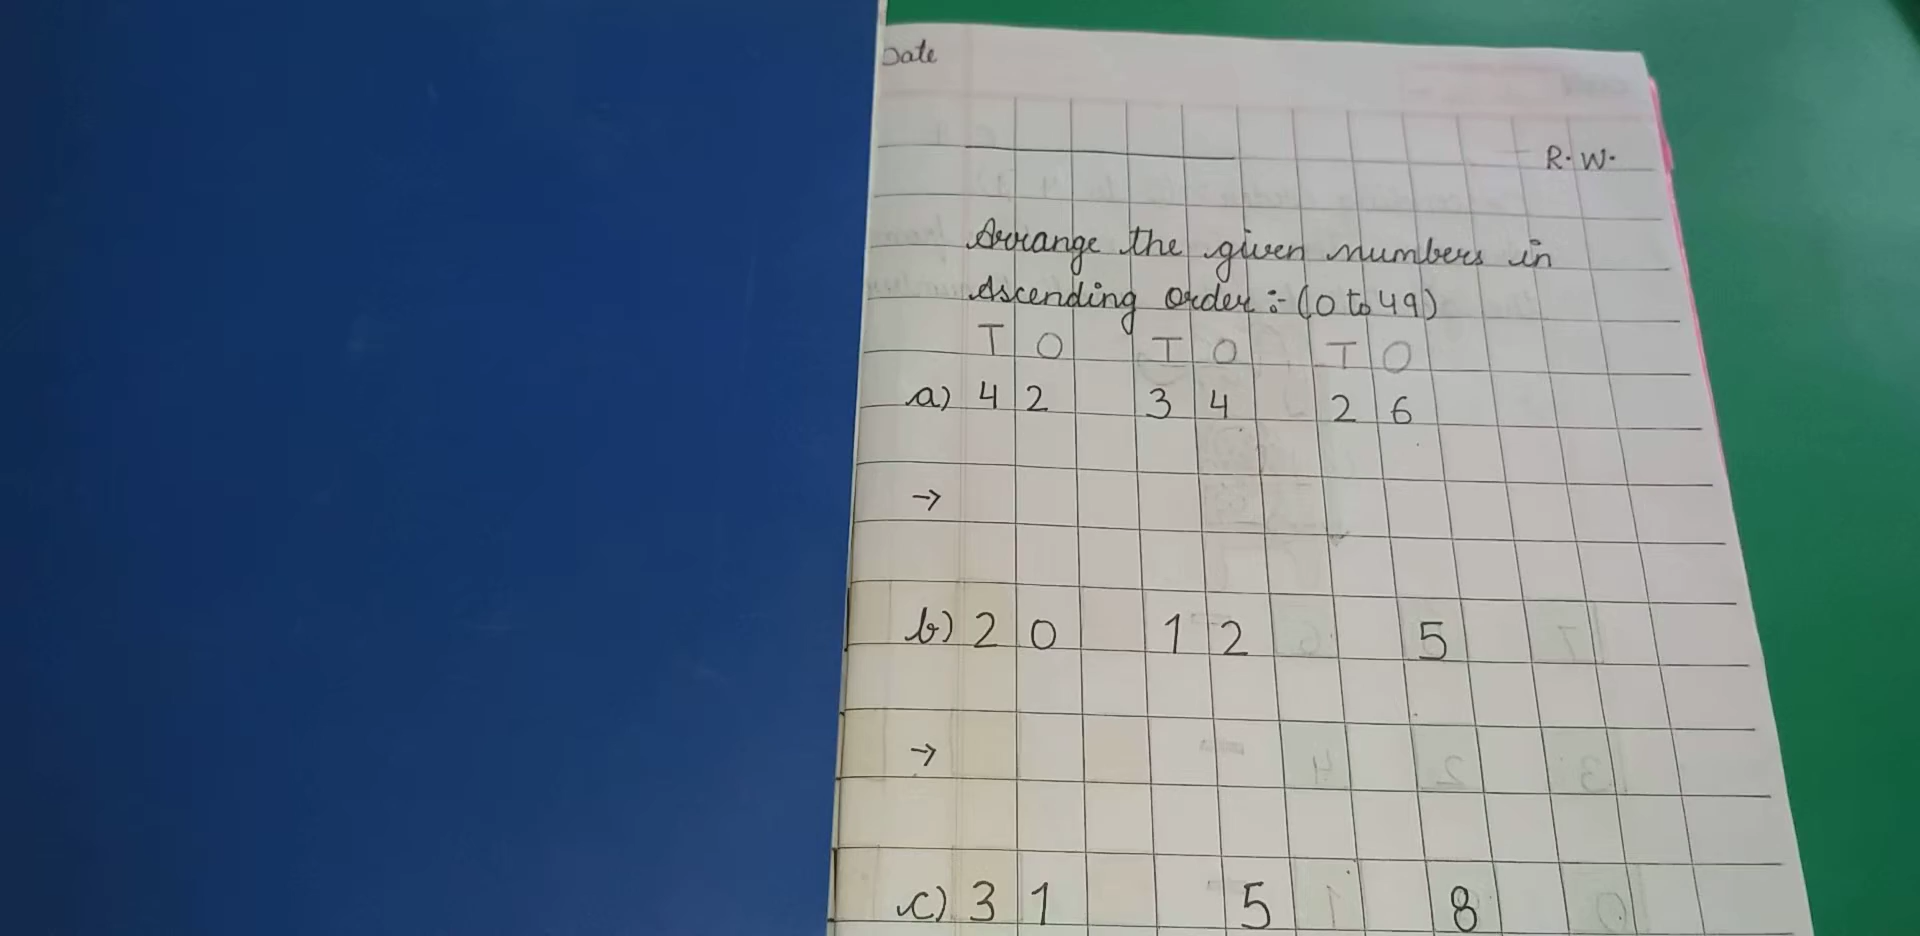 Date
R. W.
Arrange the given numbers in
Ascending order :- (0 to 49)
T O T O T O
a) 4 2 3 4 2 6
→
b) 2 0 1 2 5
→
c) 3 1 5 8